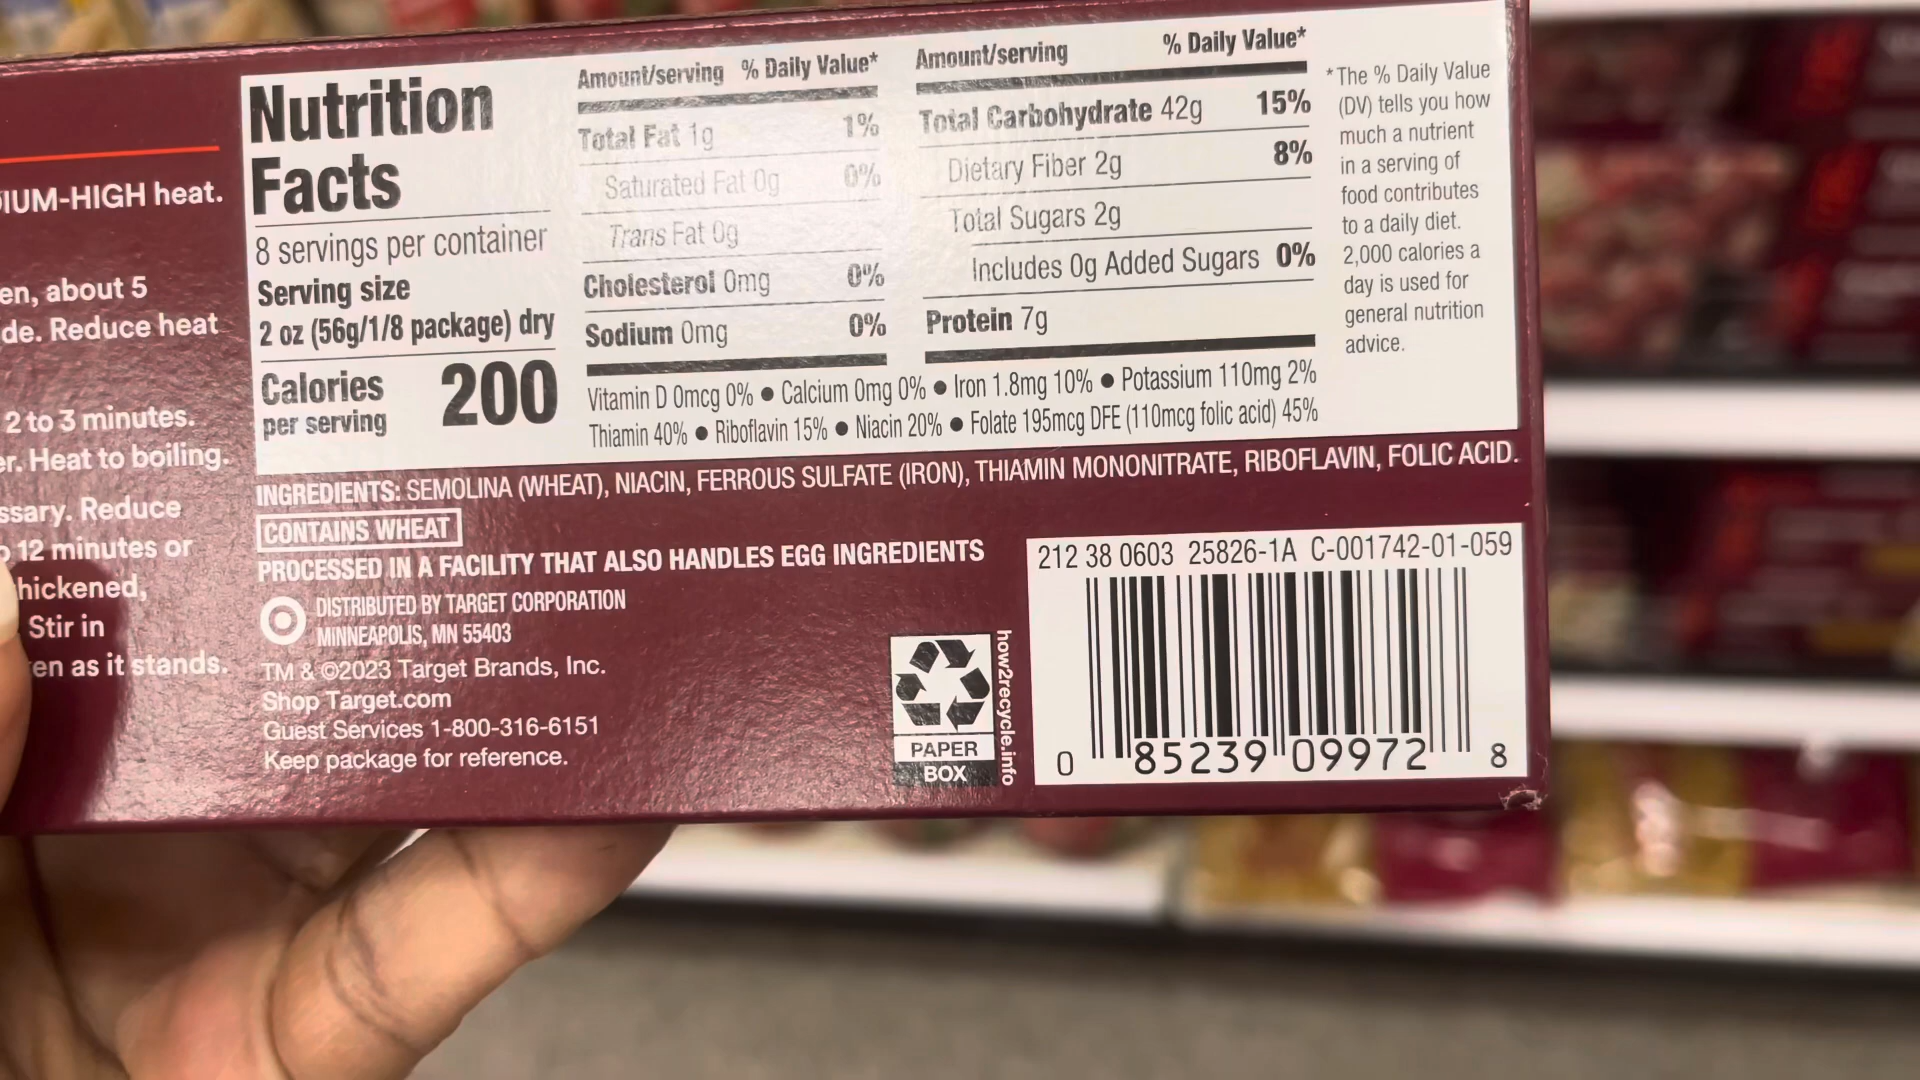 IUM-HIGH heat.
en, about 5
de. Reduce heat
2 to 3 minutes.
er. Heat to boiling.
ssary. Reduce
12 minutes or
hickened,
Stir in
en as it stands.
Nutrition
Facts
8 servings per container
Serving size
2 oz (56g/1/8 package) dry
Calories
per serving
200
Amount/serving % Daily Value*
Total Fat 1g 1%
Saturated Fat 0g 0%
Trans Fat 0g
Cholesterol 0mg 0%
Sodium 0mg 0%
Amount/serving % Daily Value*
Total Carbohydrate 42g 15%
Dietary Fiber 2g 8%
Total Sugars 2g
Includes 0g Added Sugars 0%
Protein 7g
Vitamin D 0mcg 0% ● Calcium 0mg 0% ● Iron 1.8mg 10% ● Potassium 110mg 2%
Thiamin 40% ● Riboflavin 15% ● Niacin 20% ● Folate 195mcg DFE (110mcg folic acid) 45%
*The % Daily Value
(DV) tells you how
much a nutrient
in a serving of
food contributes
to a daily diet.
2,000 calories a
day is used for
general nutrition
advice.
INGREDIENTS: SEMOLINA (WHEAT), NIACIN, FERROUS SULFATE (IRON), THIAMIN MONONITRATE, RIBOFLAVIN, FOLIC ACID.
CONTAINS WHEAT
PROCESSED IN A FACILITY THAT ALSO HANDLES EGG INGREDIENTS
DISTRIBUTED BY TARGET CORPORATION
MINNEAPOLIS, MN 55403
TM & ©2023 Target Brands, Inc.
Shop Target.com
Guest Services 1-800-316-6151
Keep package for reference.
PAPER
BOX
how2recycle.info
212 38 0603 25826-1A C-001742-01-059
0 85239 09972 8